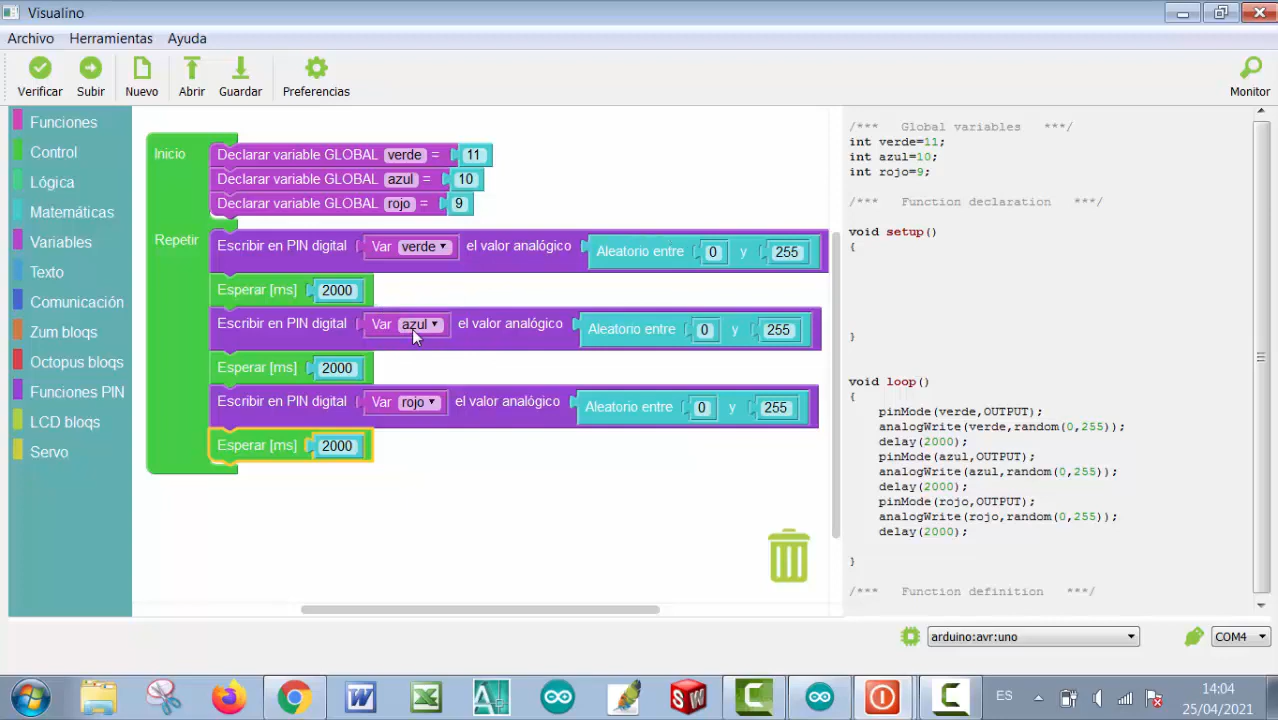 Visualino
Archivo Herramientas Ayuda
Verificar Subir Nuevo Abrir Guardar Preferencias Monitor
Funciones
Control
Lógica
Matemáticas
Variables
Texto
Comunicación
Zum bloqs
Octopus bloqs
Funciones PIN
LCD bloqs
Servo
Inicio
Declarar variable GLOBAL verde = 11
Declarar variable GLOBAL azul = 10
Declarar variable GLOBAL rojo = 9
Repetir
Escribir en PIN digital Var verde el valor analógico Aleatorio entre 0 y 255
Esperar [ms] 2000
Escribir en PIN digital Var azul el valor analógico Aleatorio entre 0 y 255
Esperar [ms] 2000
Escribir en PIN digital Var rojo el valor analógico Aleatorio entre 0 y 255
Esperar [ms] 2000
/*** Global variables ***/
int verde=11;
int azul=10;
int rojo=9;
/*** Function declaration ***/
void setup()
{
}
void loop()
{
pinMode(verde,OUTPUT);
analogWrite(verde,random(0,255));
delay(2000);
pinMode(azul,OUTPUT);
analogWrite(azul,random(0,255));
delay(2000);
pinMode(rojo,OUTPUT);
analogWrite(rojo,random(0,255));
delay(2000);
}
/*** Function definition ***/
arduino:avr:uno COM4
ES
14:04
25/04/2021